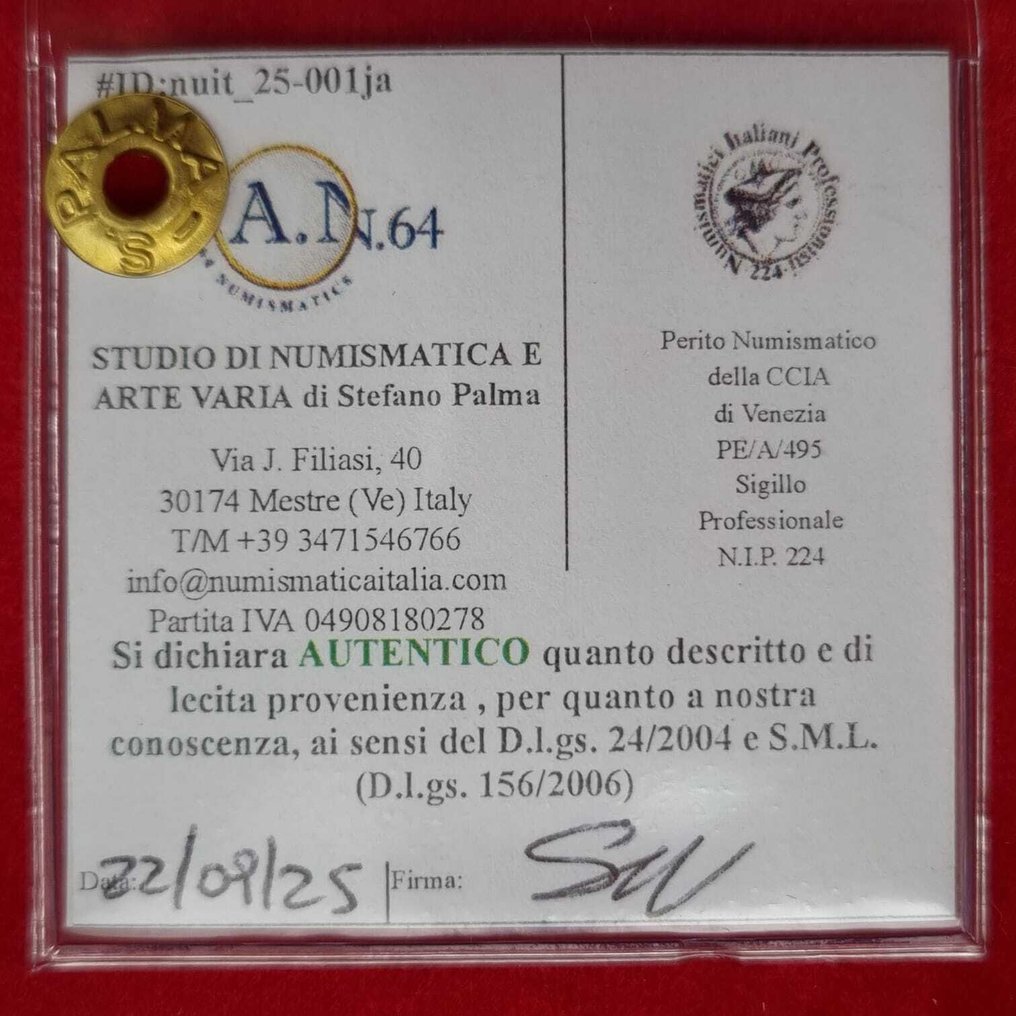 #ID:nuit_25-001ja
PALMA S.
A.N.64
NUMISMATICS
STUDIO DI NUMISMATICA E
ARTE VARIA di Stefano Palma
Via J. Filiasi, 40
30174 Mestre (Ve) Italy
T/M +39 3471546766
info@numismaticaitalia.com
Partita IVA 04908180278
Numismatici Italiani Professionisti
224
Perito Numismatico
della CCIA
di Venezia
PE/A/495
Sigillo
Professionale
N.I.P. 224
Si dichiara AUTENTICO quanto descritto e di
lecita provenienza , per quanto a nostra
conoscenza, ai sensi del D.l.gs. 24/2004 e S.M.L.
(D.l.gs. 156/2006)
Data: 22/09/25 Firma: